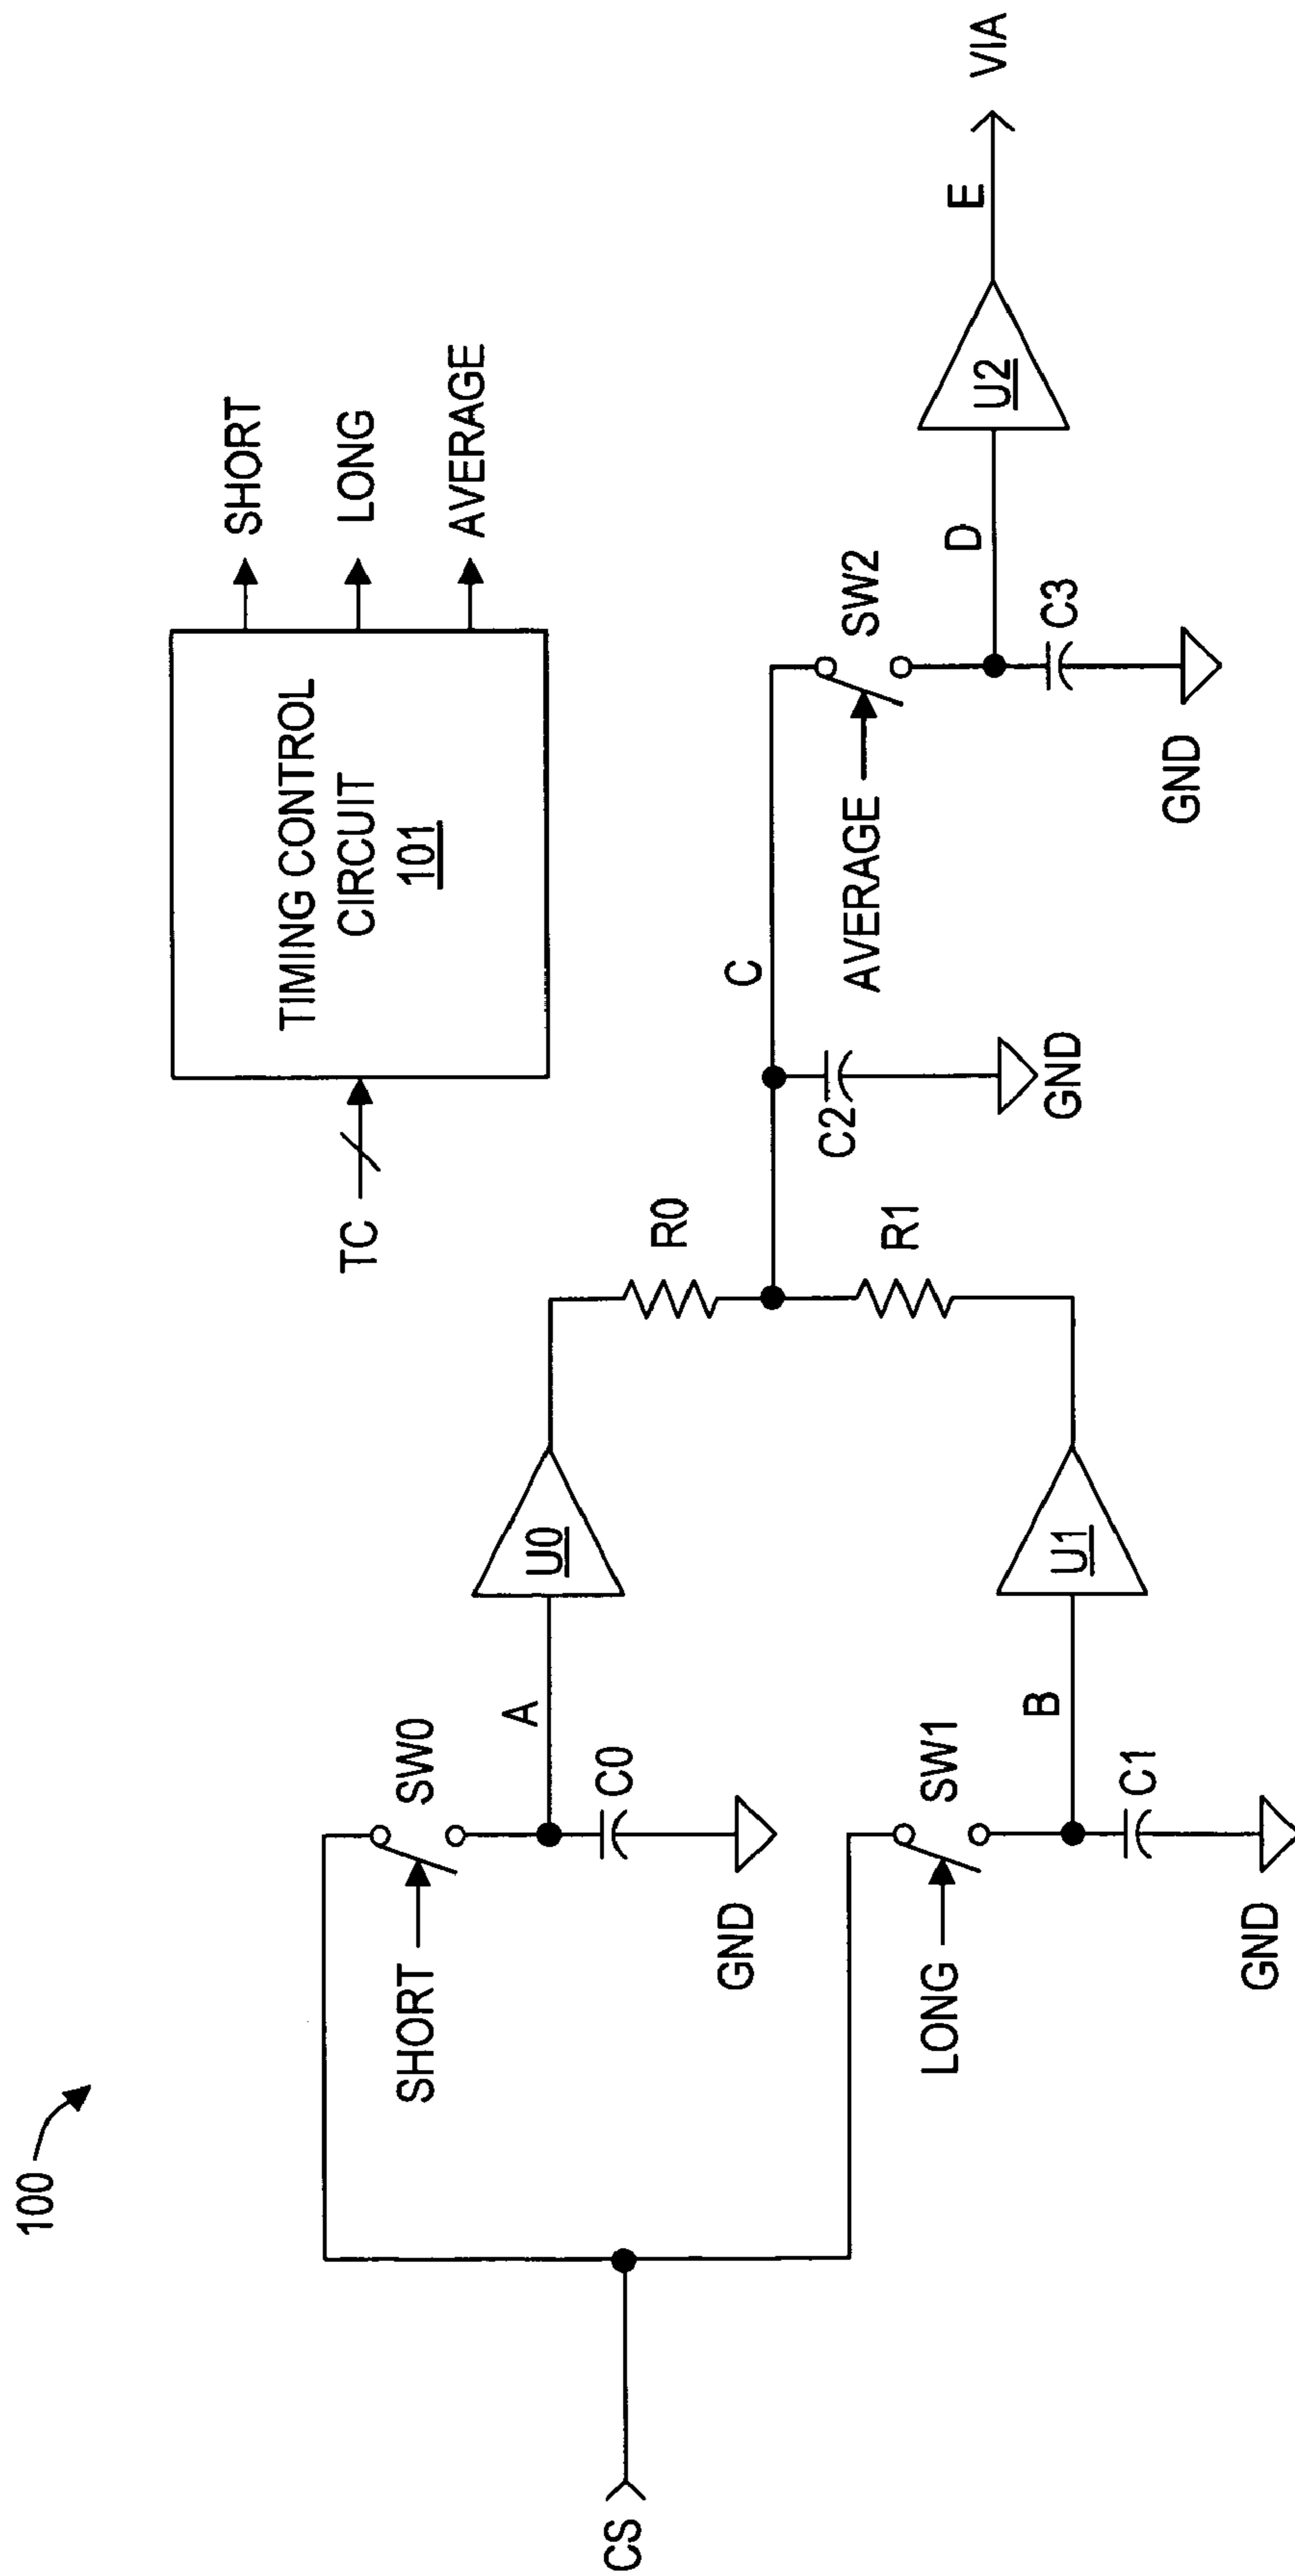 100
TC
TIMING CONTROL
CIRCUIT
101
SHORT
LONG
AVERAGE
CS
SHORT
SW0
A
C0
GND
U0
LONG
SW1
B
C1
GND
U1
R0
R1
C2
GND
C
AVERAGE
SW2
D
C3
GND
U2
E
VIA